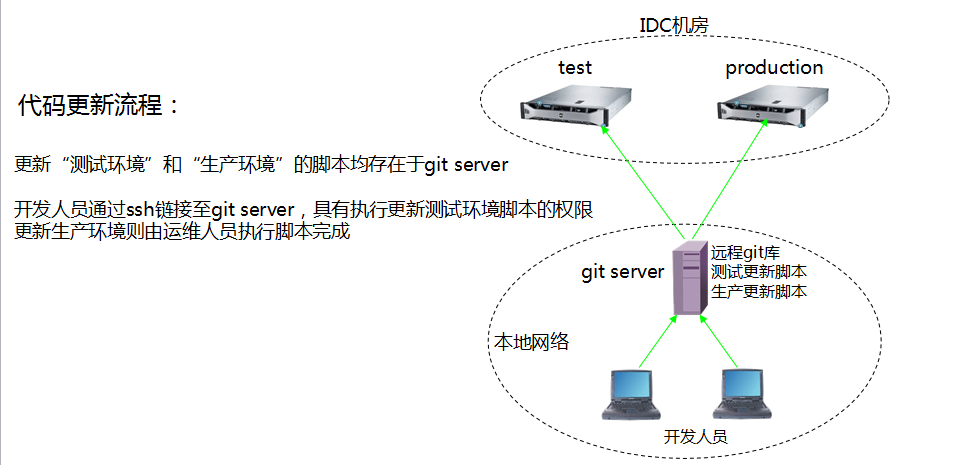 IDC机房
test
production
代码更新流程：
更新“测试环境”和“生产环境”的脚本均存在于git server
开发人员通过ssh链接至git server，具有执行更新测试环境脚本的权限
更新生产环境则由运维人员执行脚本完成
git server
远程git库
测试更新脚本
生产更新脚本
本地网络
开发人员